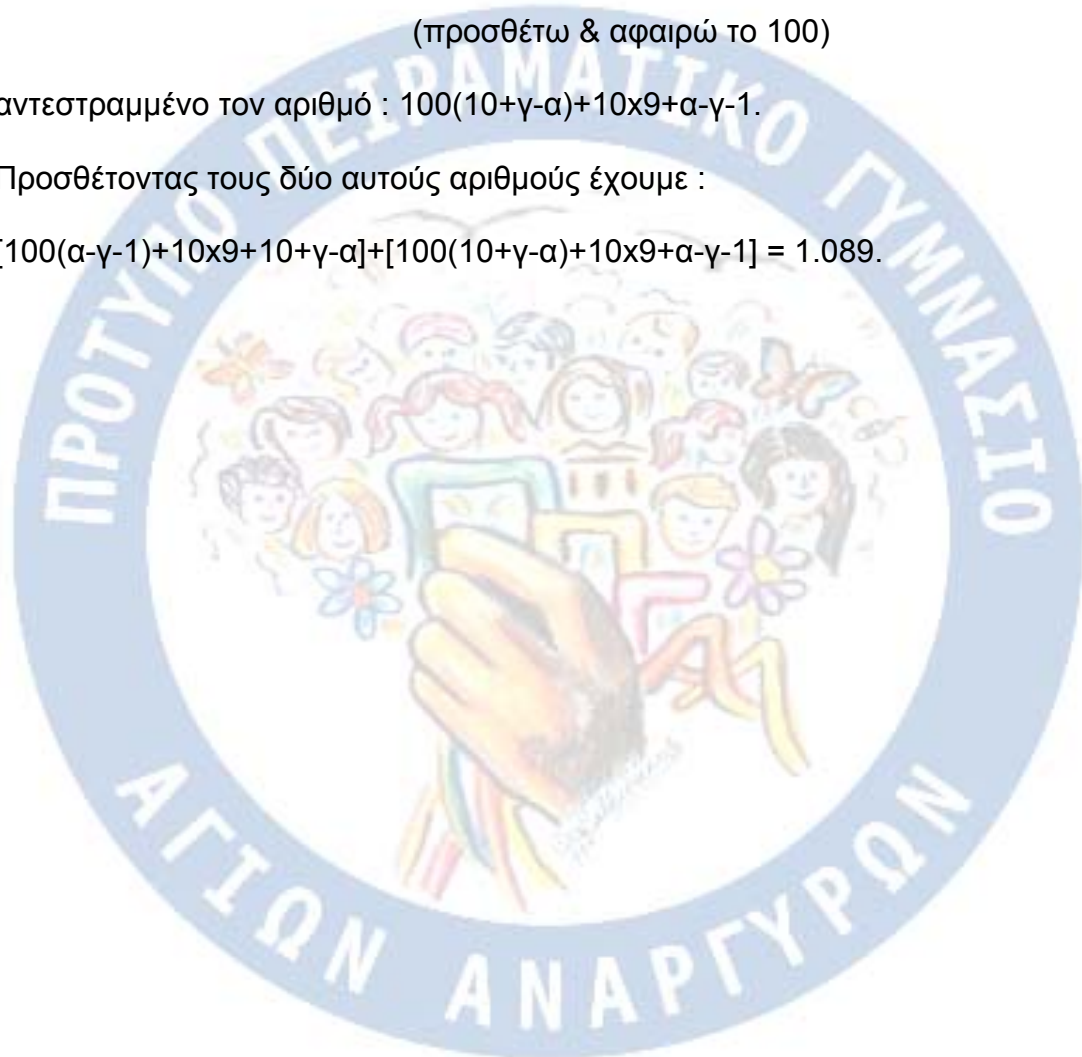 (προσθέτω & αφαιρώ το 100)
αντεστραμμένο τον αριθμό : 100(10+γ-α)+10x9+α-γ-1.
Προσθέτοντας τους δύο αυτούς αριθμούς έχουμε :
[100(α-γ-1)+10x9+10+γ-α]+[100(10+γ-α)+10x9+α-γ-1] = 1.089.
ΠΡΟΤΥΠΟ ΠΕΙΡΑΜΑΤΙΚΟ ΓΥΜΝΑΣΙΟ
ΑΓΙΩΝ ΑΝΑΡΓΥΡΩΝ